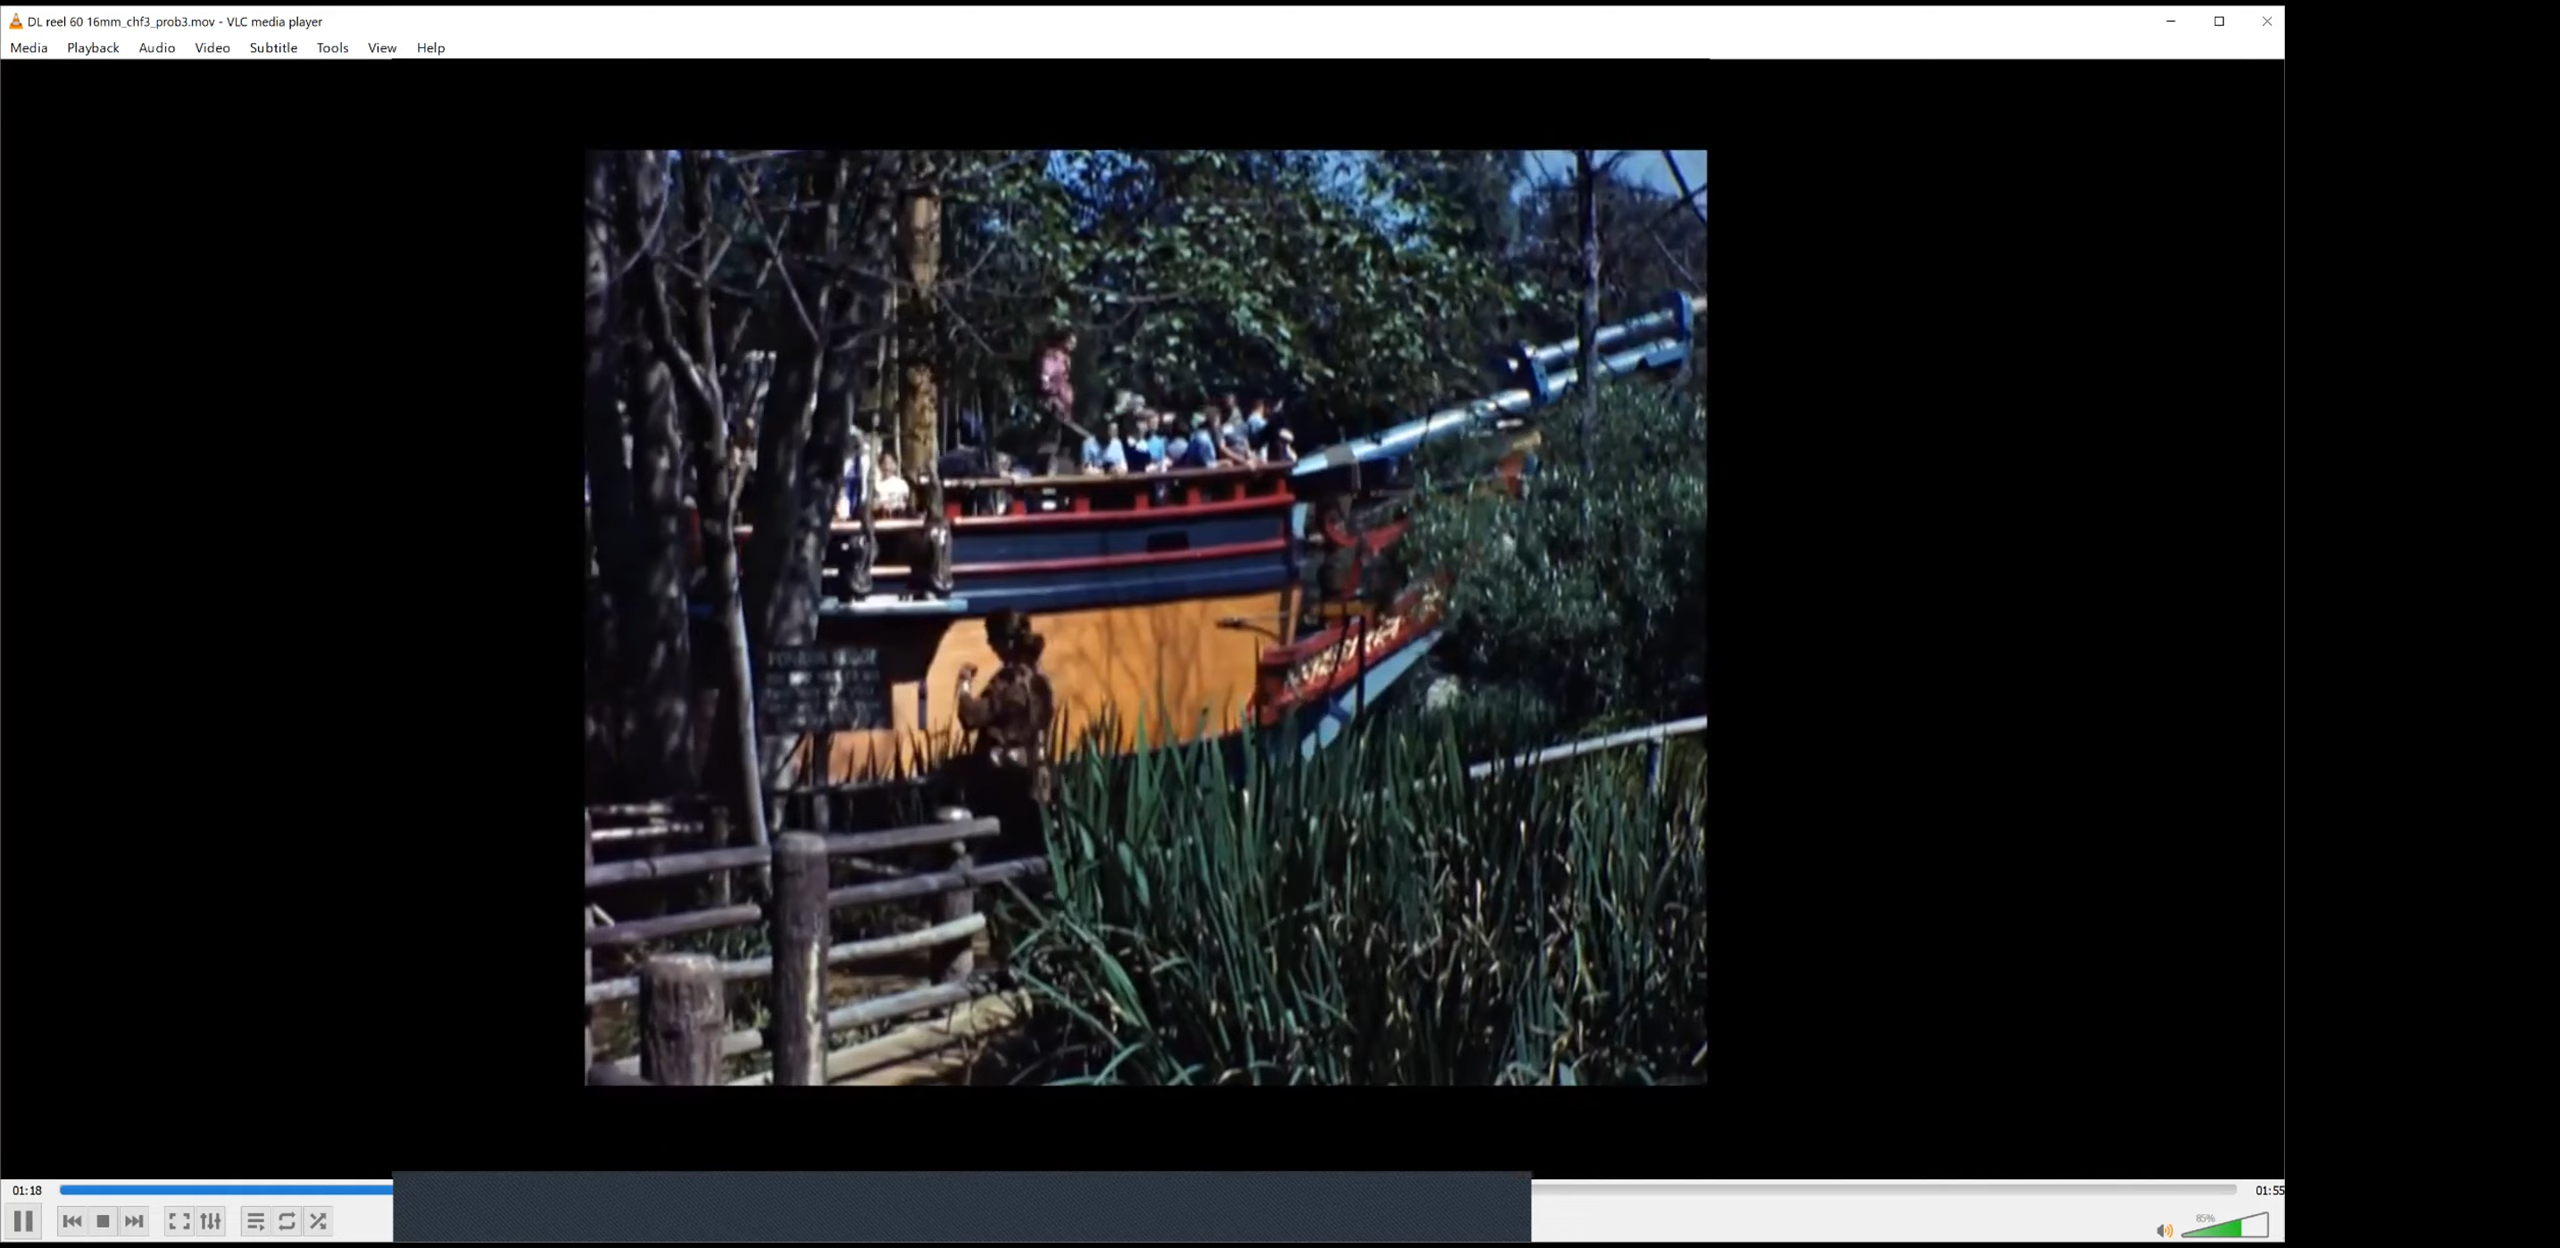 DL reel 60 16mm_chf3_prob3.mov - VLC media player
Media Playback Audio Video Subtitle Tools View Help
01:18
01:55
85%